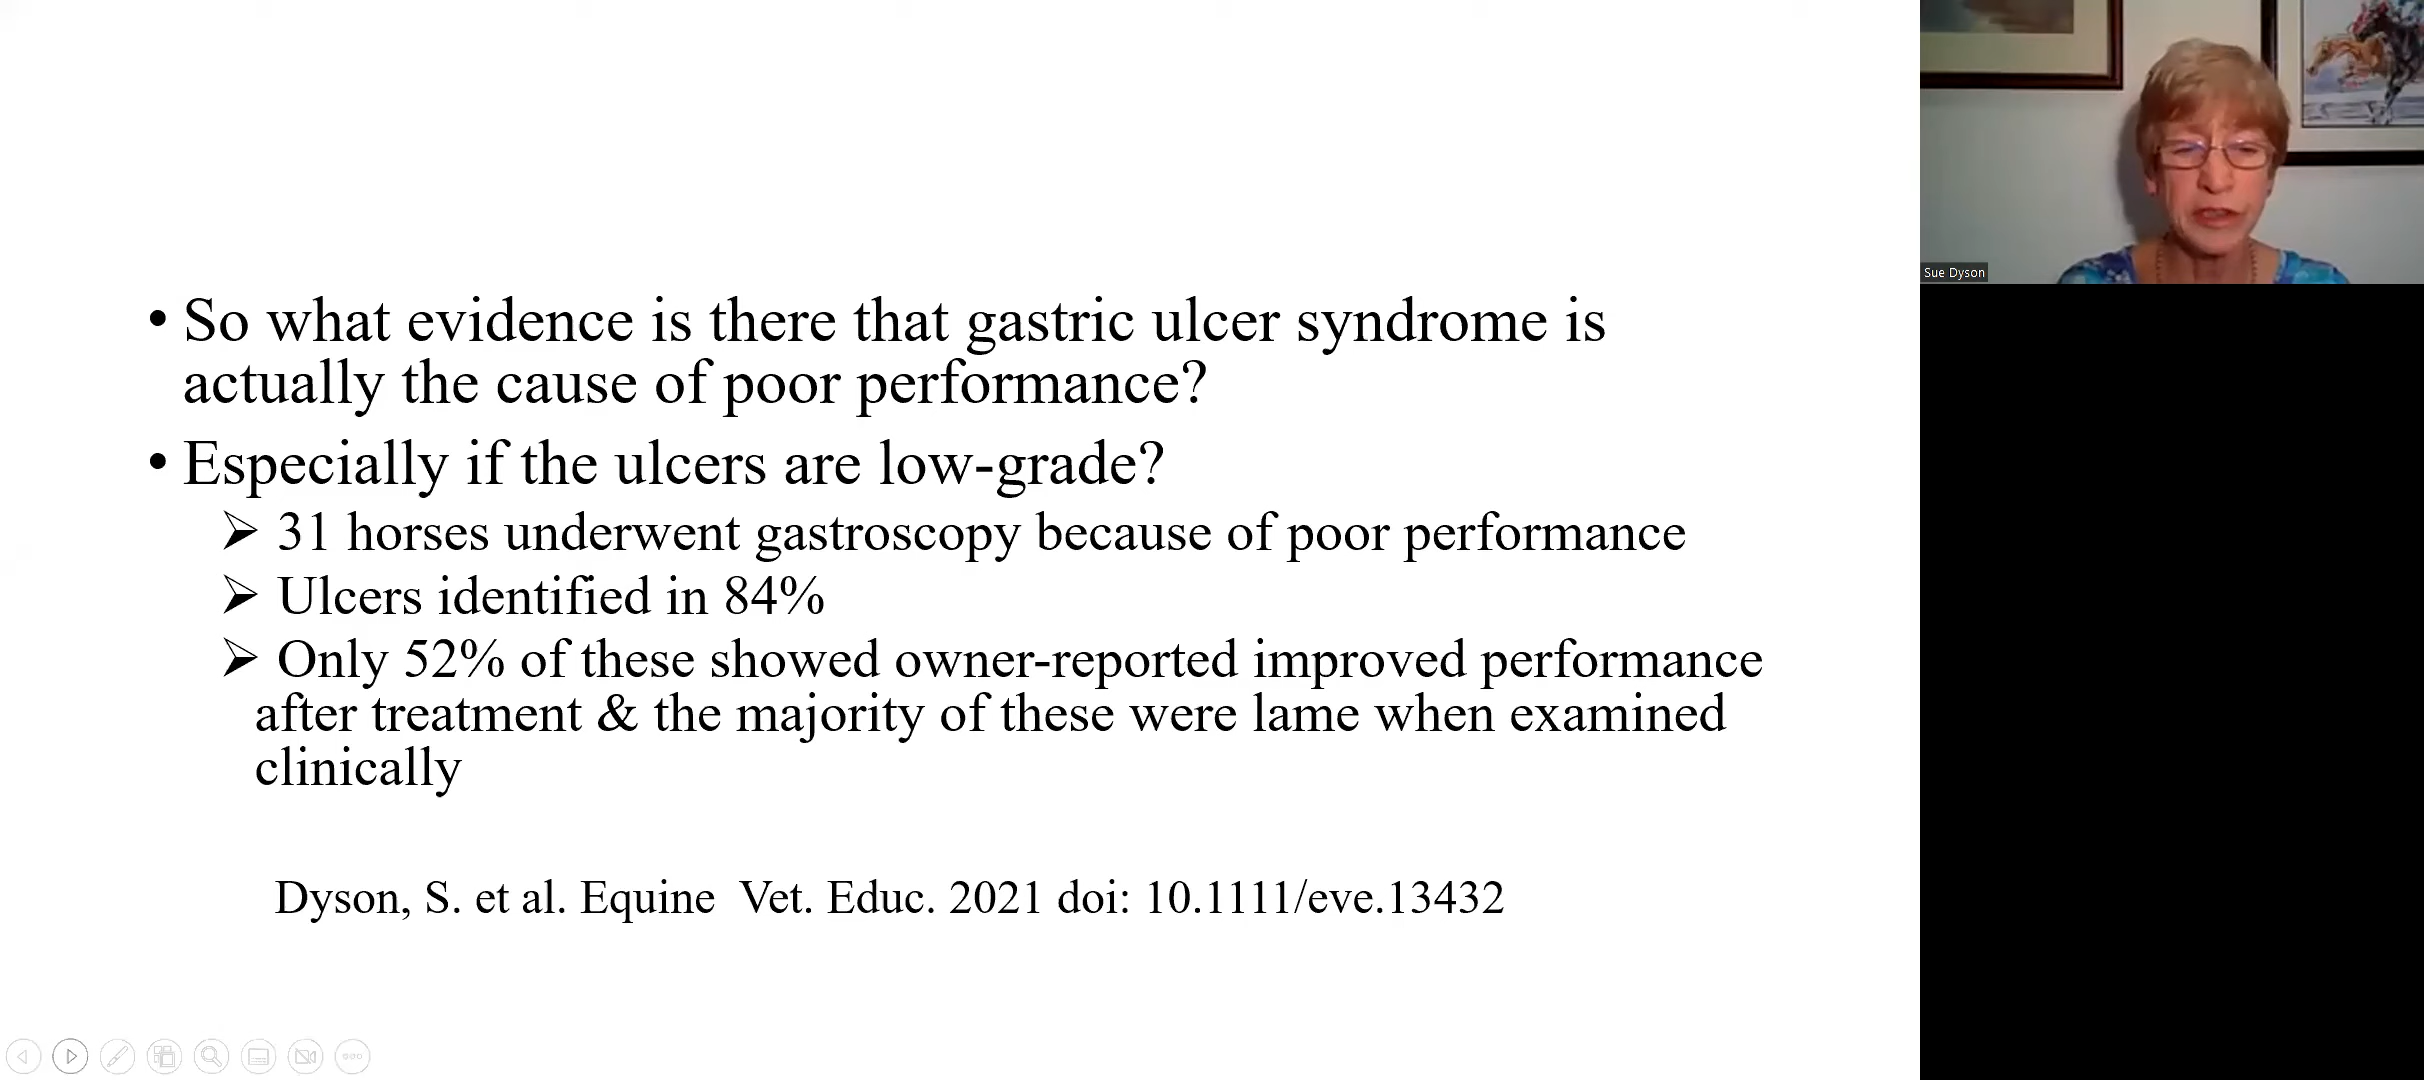 • So what evidence is there that gastric ulcer syndrome is
actually the cause of poor performance?
• Especially if the ulcers are low-grade?
➢ 31 horses underwent gastroscopy because of poor performance
➢ Ulcers identified in 84%
➢ Only 52% of these showed owner-reported improved performance
after treatment & the majority of these were lame when examined
clinically
Dyson, S. et al. Equine Vet. Educ. 2021 doi: 10.1111/eve.13432
Sue Dyson